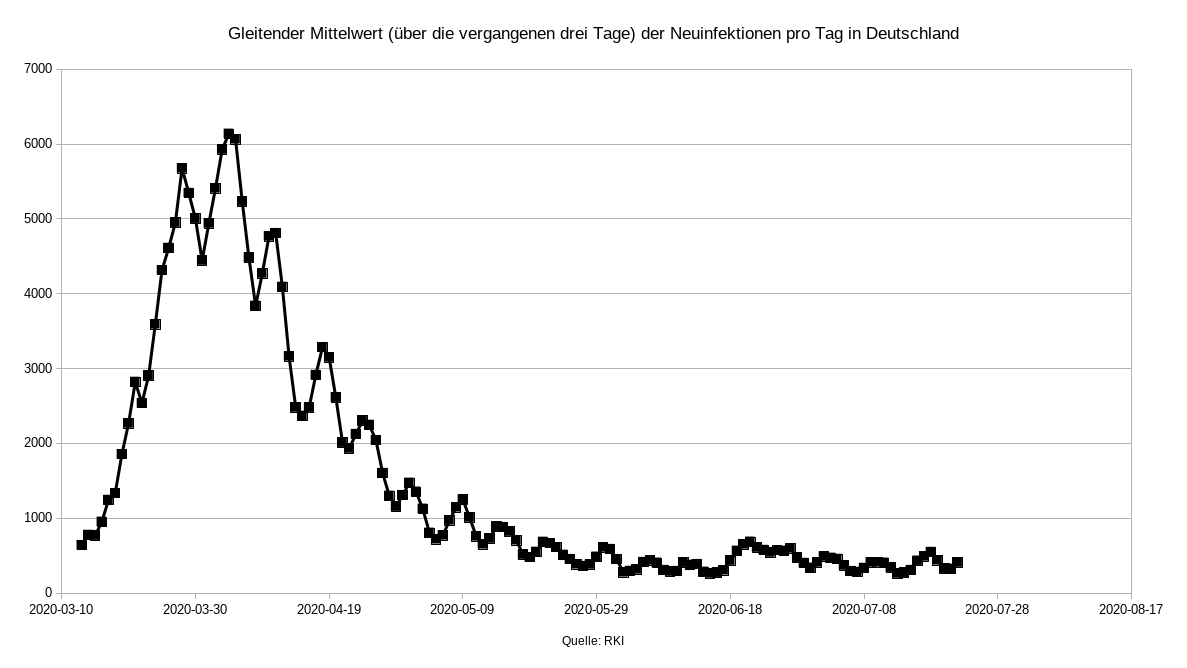 Gleitender Mittelwert (über die vergangenen drei Tage) der Neuinfektionen pro Tag in Deutschland
7000
6000
5000
4000
3000
2000
1000
0
2020-03-10 2020-03-30 2020-04-19 2020-05-09 2020-05-29 2020-06-18 2020-07-08 2020-07-28 2020-08-17
Quelle: RKI